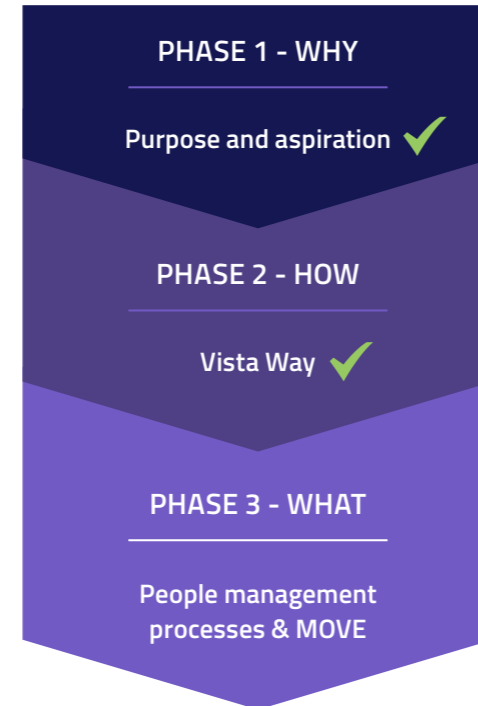 PHASE 1 - WHY
Purpose and aspiration
PHASE 2 - HOW
Vista Way
PHASE 3 - WHAT
People management
processes & MOVE